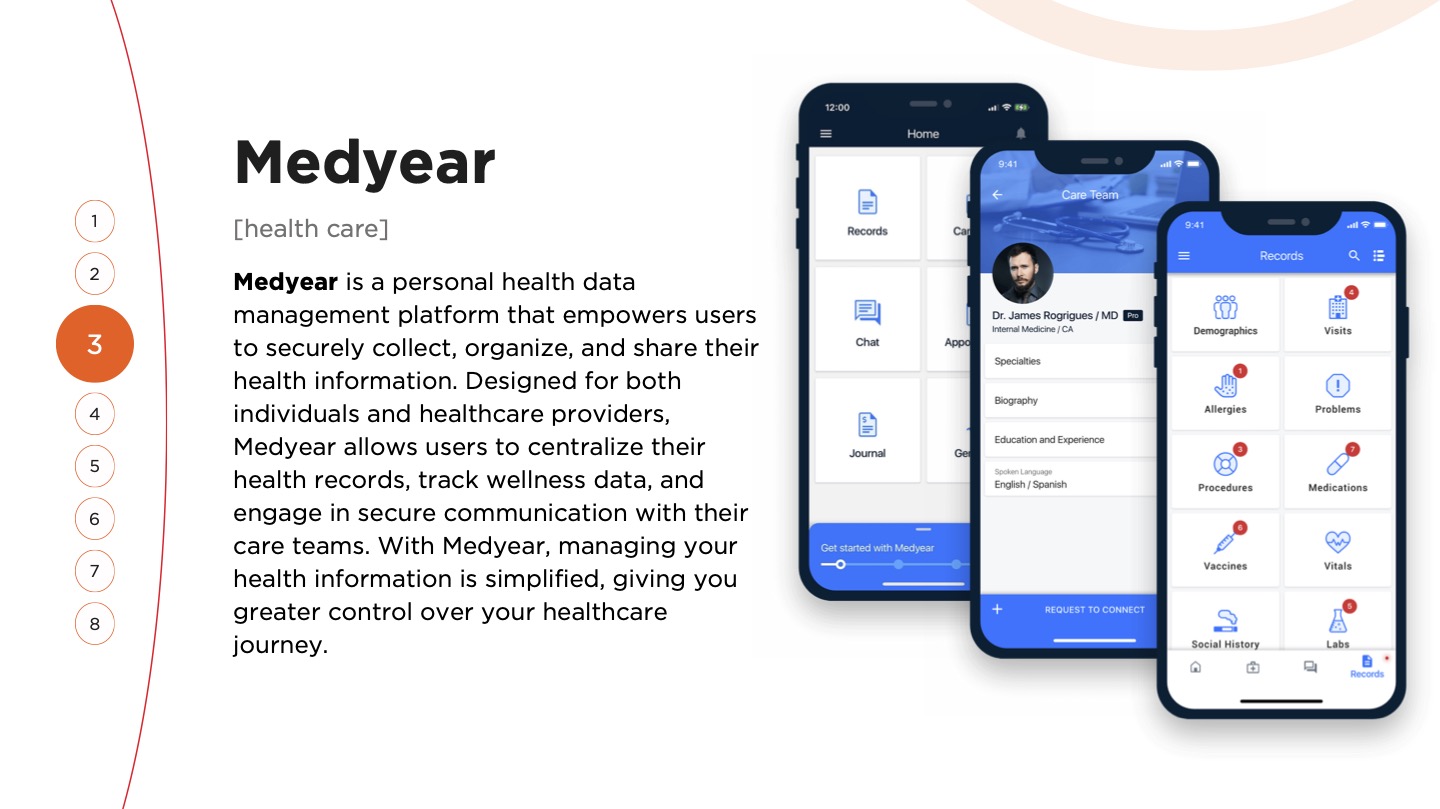 Medyear
[health care]
Medyear is a personal health data
management platform that empowers users
to securely collect, organize, and share their
health information. Designed for both
individuals and healthcare providers,
Medyear allows users to centralize their
health records, track wellness data, and
engage in secure communication with their
care teams. With Medyear, managing your
health information is simplified, giving you
greater control over your healthcare
journey.
1
2
3
4
5
6
7
8
12:00
Home
Records
Chat
Journal
Get started with Medyear
9:41
Care Team
Dr. James Rogrigues / MD Pro
Internal Medicine / CA
Specialties
Biography
Education and Experience
Spoken Language
English / Spanish
+ REQUEST TO CONNECT
9:41
Records
Demographics
4
Visits
1
Allergies
Problems
3
Procedures
7
Medications
6
Vaccines
Vitals
Social History
5
Labs
Records